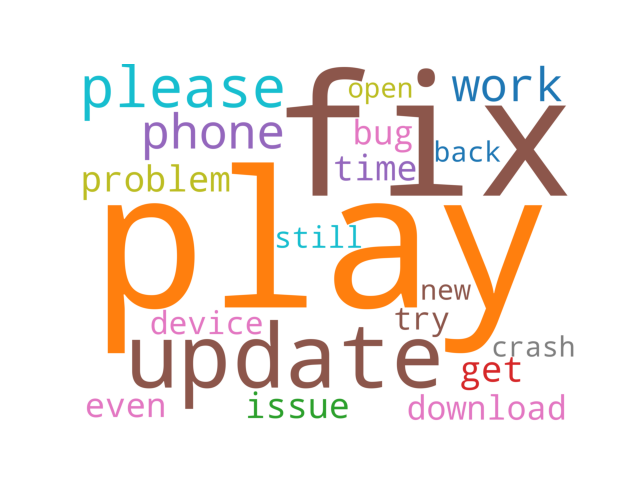 please
fix
open
work
phone
bug
back
time
problem
play
still
new
device
try
update
crash
get
even
issue
download